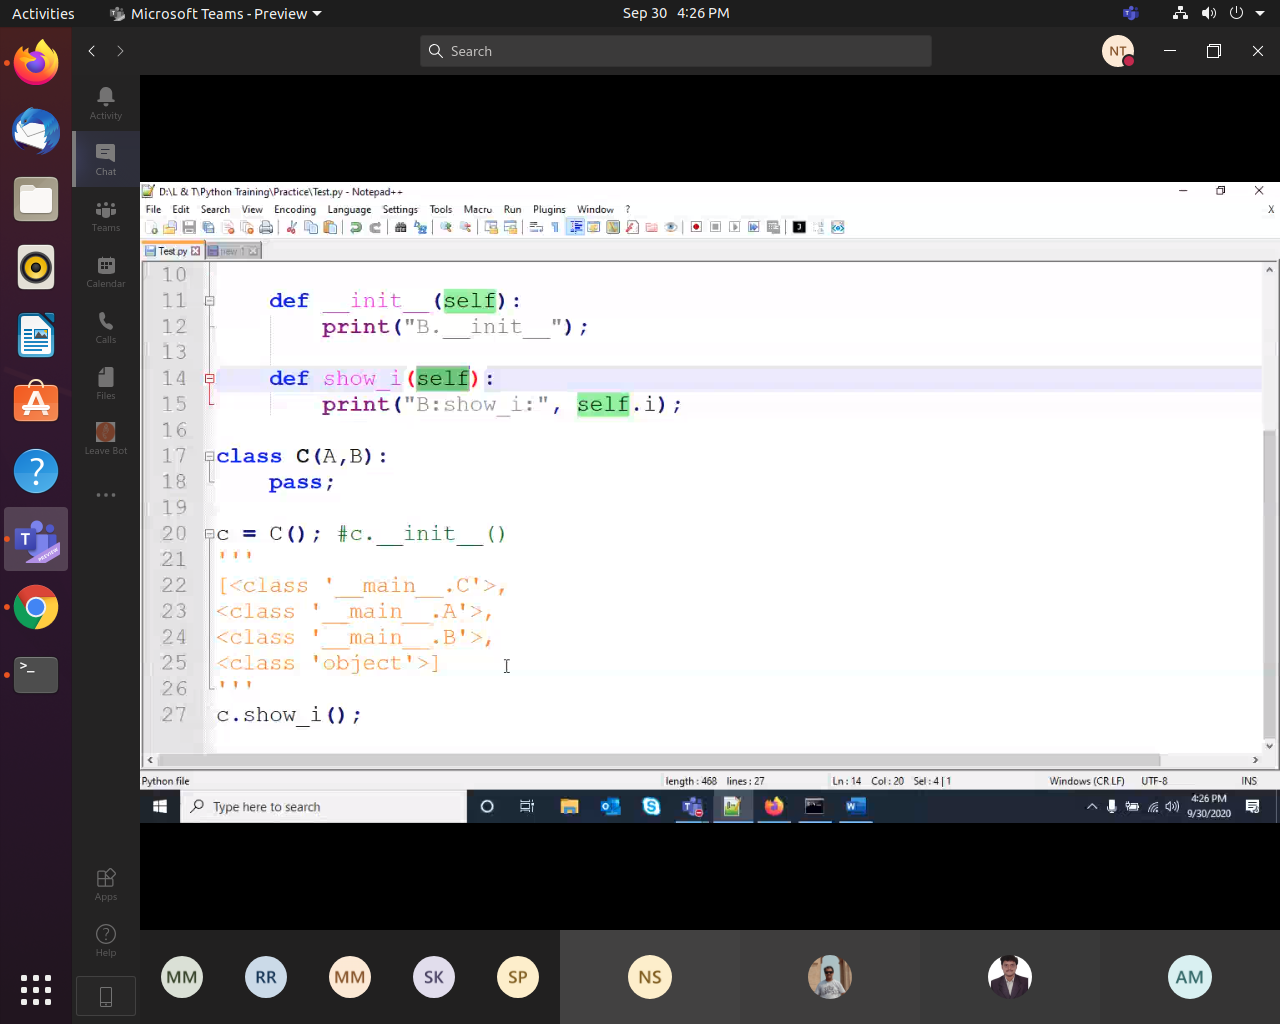 Activities
Microsoft Teams - Preview
Sep 30 4:26 PM
Search
NT
Activity
Chat
Teams
Calendar
Calls
Files
Leave Bot
Apps
Help
D:\L & T\Python Training\Practice\Test.py - Notepad++
File Edit Search View Encoding Language Settings Tools Macro Run Plugins Window ? X
Test.py new 1
10
11 def __init__(self):
12 print("B.__init__");
13
14 def show_i(self):
15 print("B:show_i:", self.i);
16
17 class C(A,B):
18 pass;
19
20 c = C(); #c.__init__()
21 '''
22 [<class '__main__.C'>,
23 <class '__main__.A'>,
24 <class '__main__.B'>,
25 <class 'object'>]
26 '''
27 c.show_i();
Python file length : 468 lines : 27 Ln : 14 Col : 20 Sel : 4 | 1 Windows (CR LF) UTF-8 INS
Type here to search
4:26 PM
9/30/2020
MM RR MM SK SP NS AM